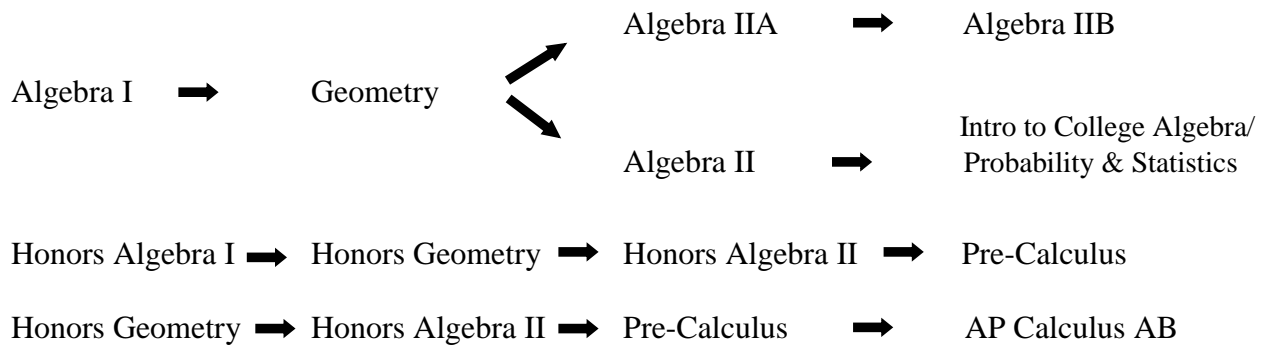 Algebra IIA Algebra IIB
Algebra I Geometry
Intro to College Algebra/
Algebra II Probability & Statistics
Honors Algebra I Honors Geometry Honors Algebra II Pre-Calculus
Honors Geometry Honors Algebra II Pre-Calculus AP Calculus AB